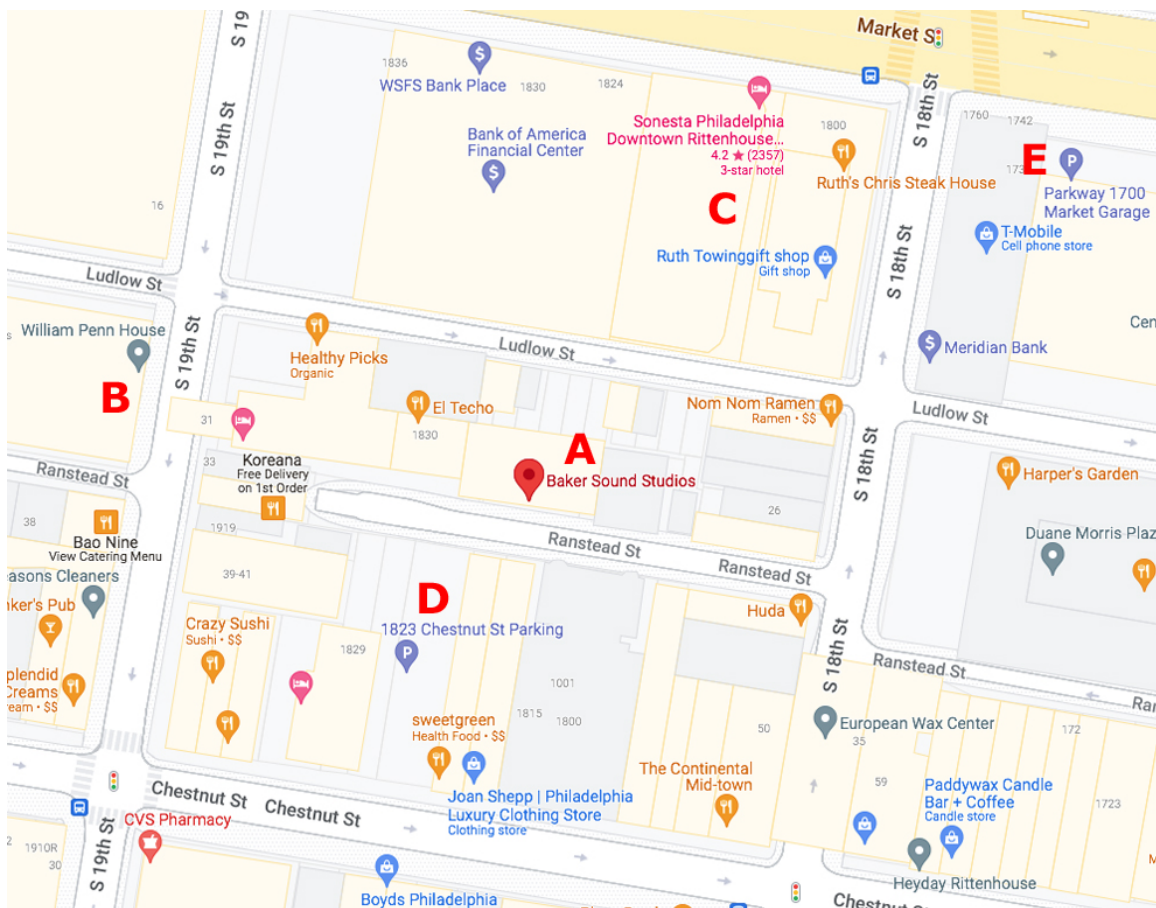 S 19
Market S
1836
WSFS Bank Place
1830
1824
Sonesta Philadelphia
Downtown Rittenhouse...
4.2 ★ (2357)
3-star hotel
1800
S 18th St
1760
1742
E
173
Parkway 1700
Market Garage
S 19th St
Bank of America
Financial Center
Ruth's Chris Steak House
C
16
T-Mobile
Cell phone store
Ruth Towinggift shop
Gift shop
S 18th St
Ludlow St
William Penn House
S 19th St
Healthy Picks
Organic
Ludlow St
Meridian Bank
Cen
B
El Techo
Nom Nom Ramen
Ramen • $$
Ludlow St
31
1830
A
S 18th St
Koreana
Free Delivery
on 1st Order
33
Baker Sound Studios
Harper's Garden
Ranstead St
38
Bao Nine
View Catering Menu
1919
26
Ranstead St
Ranstead St
Duane Morris Plaz
easons Cleaners
39-41
D
nker's Pub
Crazy Sushi
Sushi • $$
1823 Chestnut St Parking
Huda
S 18th St
Ranstead St
Ran
1829
plendid
Creams
ream • $$
1001
1815
1800
sweetgreen
Health Food • $$
50
European Wax Center
35
172
The Continental
Mid-town
59
Paddywax Candle
Bar + Coffee
Candle store
1723
Chestnut St
Chestnut St
Joan Shepp | Philadelphia
Luxury Clothing Store
Clothing store
CVS Pharmacy
1910R
30
S 19th St
Boyds Philadelphia
Heyday Rittenhouse
Chestnut St